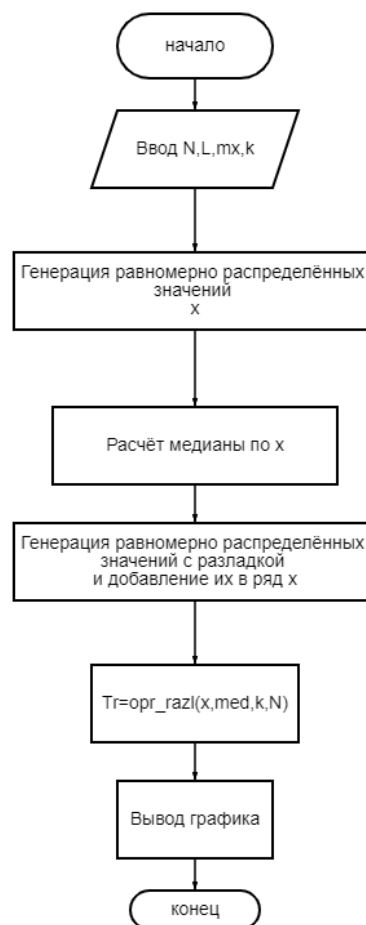 начало
Ввод N,L,mx,k
Генерация равномерно распределённых
значений
x
Расчёт медианы по x
Генерация равномерно распределённых
значений с разладкой
и добавление их в ряд x
Tr=opr_razl(x,med,k,N)
Вывод графика
конец